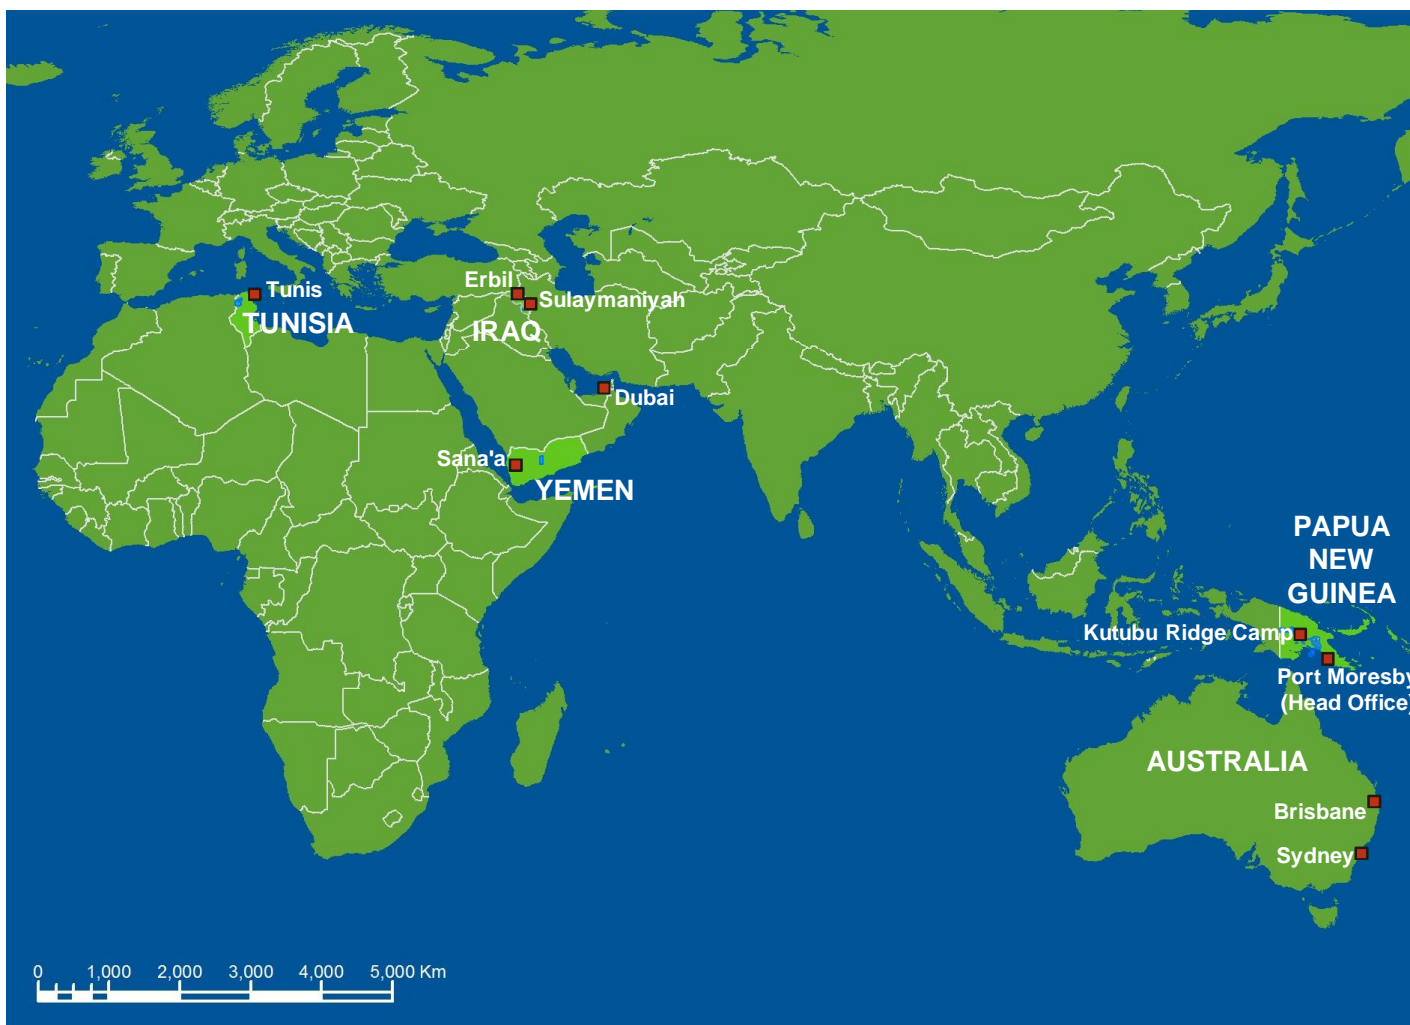 Erbil
Tunis
Sulaymaniyah
TUNISIA
IRAQ
Dubai
Sana'a
YEMEN
PAPUA
NEW
GUINEA
Kutubu Ridge Camp
Port Moresby
(Head Office)
AUSTRALIA
Brisbane
Sydney
0 1,000 2,000 3,000 4,000 5,000 Km